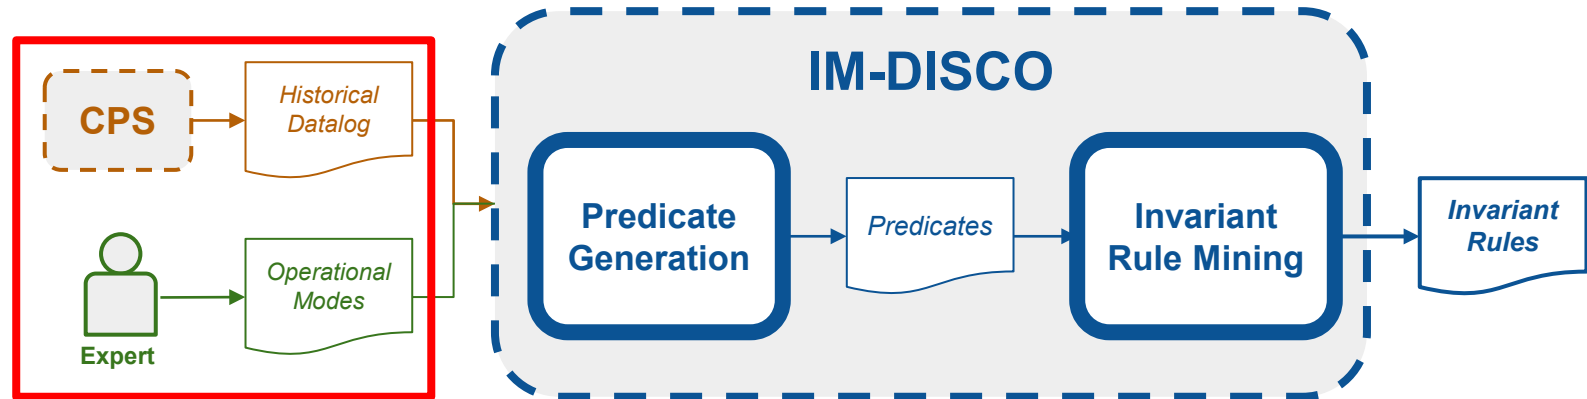 IM-DISCO
CPS
Historical
Datalog
Expert
Operational
Modes
Predicate
Generation
Predicates
Invariant
Rule Mining
Invariant
Rules